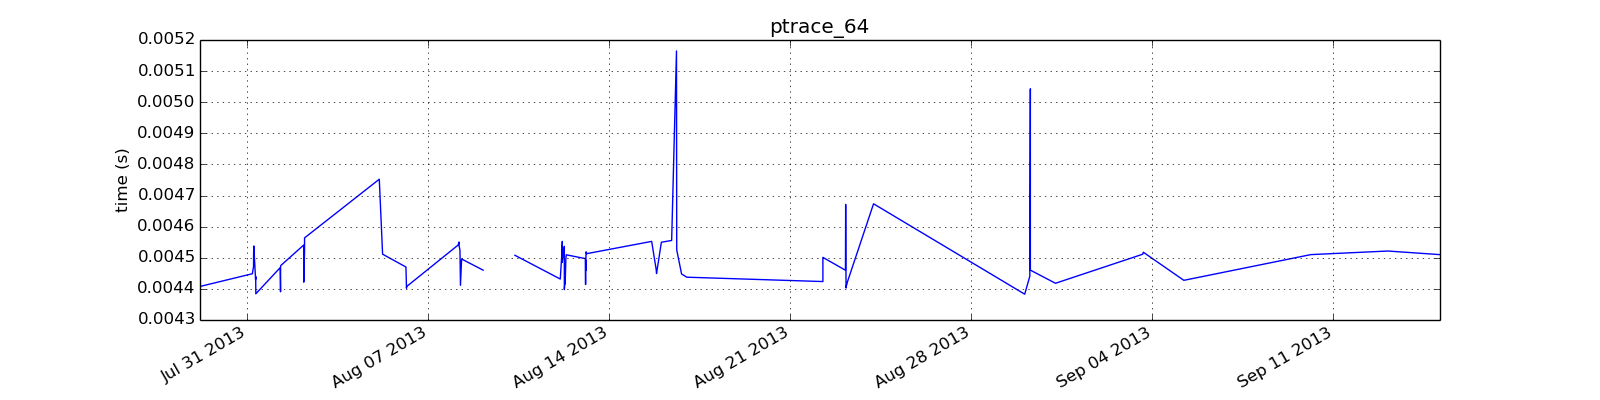 ptrace_64
0.0052
0.0051
0.0050
0.0049
0.0048
0.0047
0.0046
0.0045
0.0044
0.0043
time (s)
Jul 31 2013
Aug 07 2013
Aug 14 2013
Aug 21 2013
Aug 28 2013
Sep 04 2013
Sep 11 2013